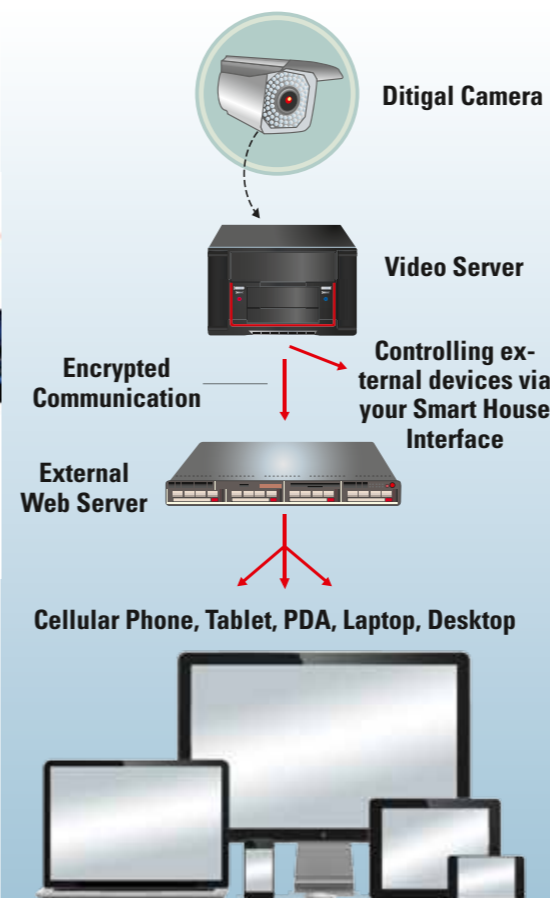 Ditigal Camera
Video Server
Encrypted
Communication
Controlling ex-
ternal devices via
your Smart House
Interface
External
Web Server
Cellular Phone, Tablet, PDA, Laptop, Desktop